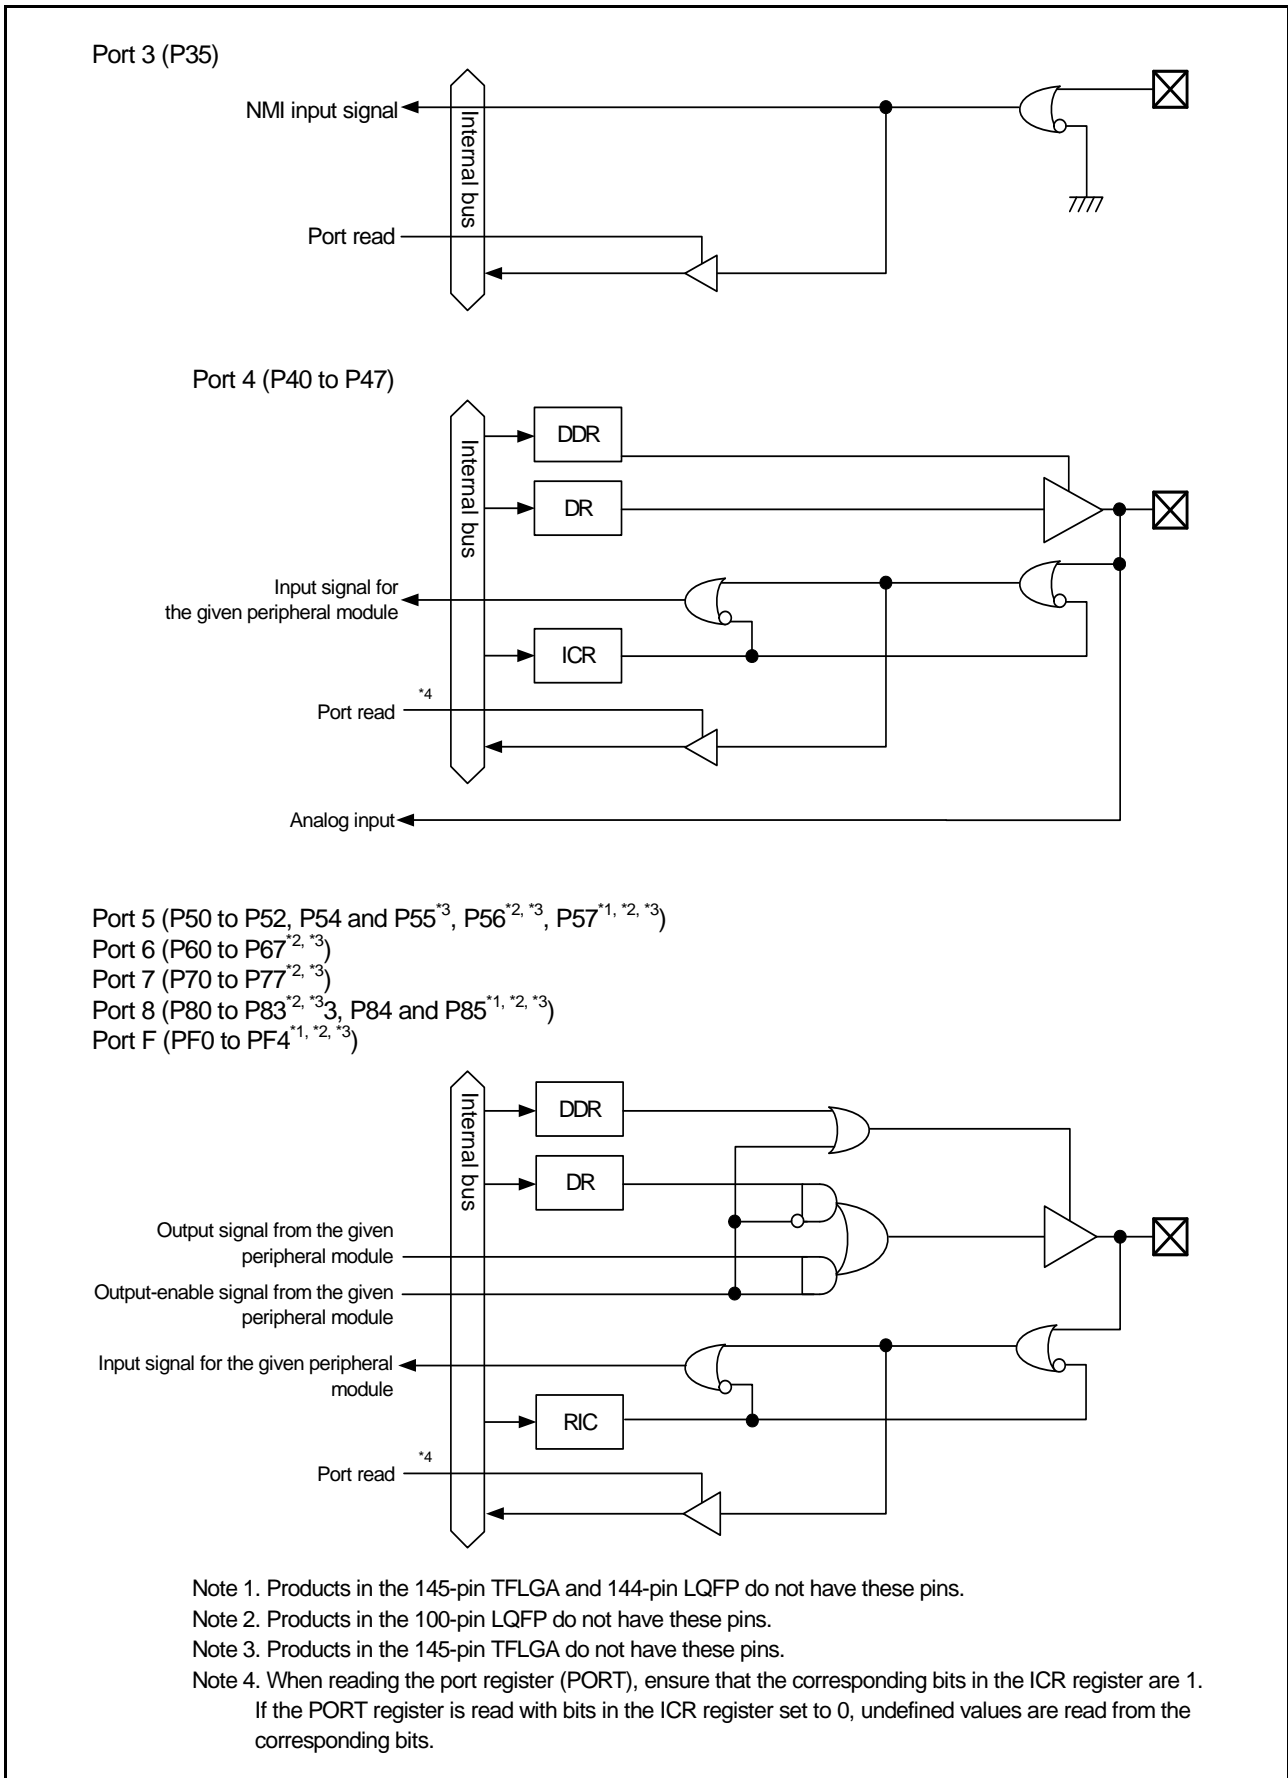 Port 3 (P35)
NMI input signal
Internal bus
Port read
Port 4 (P40 to P47)
Internal bus
DDR
DR
Input signal for
the given peripheral module
ICR
*4
Port read
Analog input
Port 5 (P50 to P52, P54 and P55*3, P56*2, *3, P57*1, *2, *3)
Port 6 (P60 to P67*2, *3)
Port 7 (P70 to P77*2, *3)
Port 8 (P80 to P83*2, *33, P84 and P85*1, *2, *3)
Port F (PF0 to PF4*1, *2, *3)
Internal bus
DDR
DR
Output signal from the given
peripheral module
Output-enable signal from the given
peripheral module
Input signal for the given peripheral
module
RIC
*4
Port read
Note 1. Products in the 145-pin TFLGA and 144-pin LQFP do not have these pins.
Note 2. Products in the 100-pin LQFP do not have these pins.
Note 3. Products in the 145-pin TFLGA do not have these pins.
Note 4. When reading the port register (PORT), ensure that the corresponding bits in the ICR register are 1.
If the PORT register is read with bits in the ICR register set to 0, undefined values are read from the
corresponding bits.